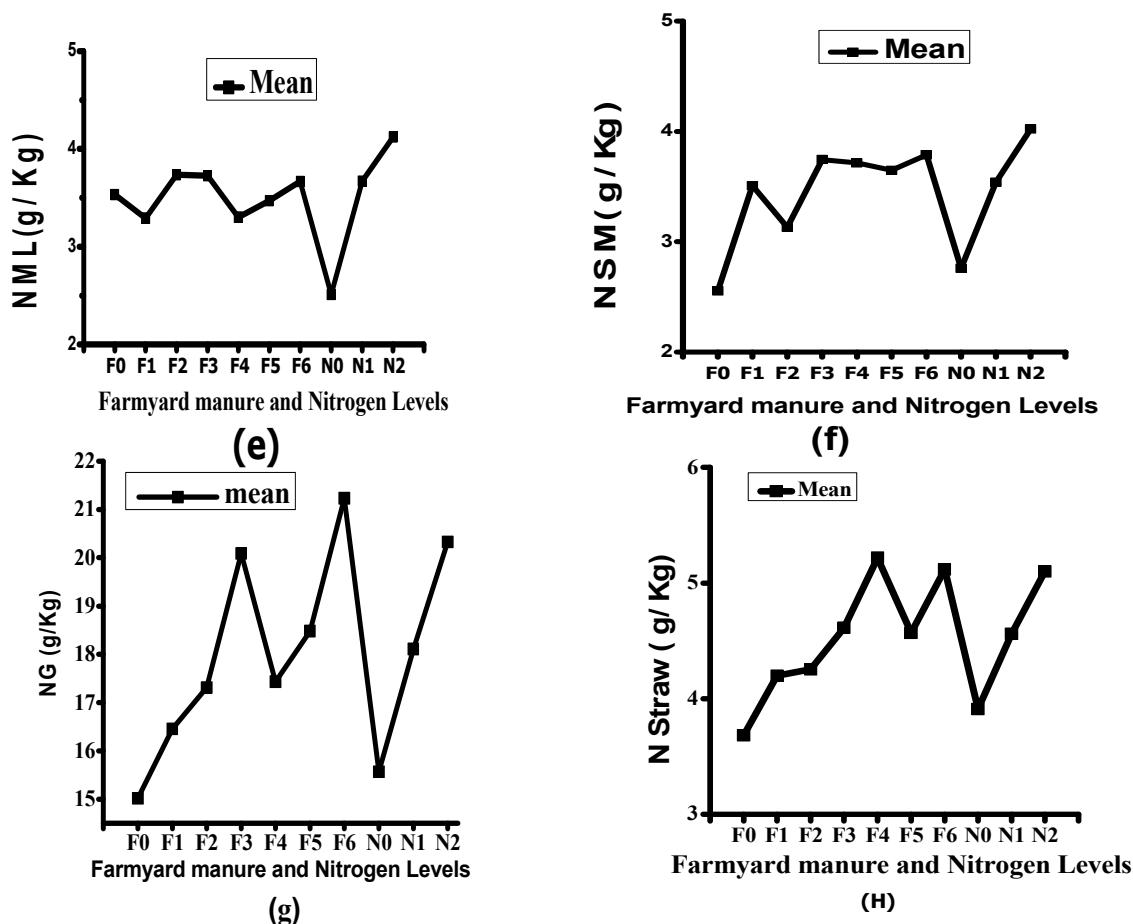 5
4
3
2
NML(g/Kg)
Mean
F0 F1 F2 F3 F4 F5 F6 N0 N1 N2
Farmyard manure and Nitrogen Levels
(e)
5
4
3
2
NSM(g/Kg)
Mean
F0 F1 F2 F3 F4 F5 F6 N0 N1 N2
Farmyard manure and Nitrogen Levels
(f)
22
21
20
19
18
17
16
15
NG (g/Kg)
mean
F0 F1 F2 F3 F4 F5 F6 N0 N1 N2
Farmyard manure and Nitrogen Levels
(g)
6
5
4
3
N Straw (g/Kg)
Mean
F0 F1 F2 F3 F4 F5 F6 N0 N1 N2
Farmyard manure and Nitrogen Levels
(H)